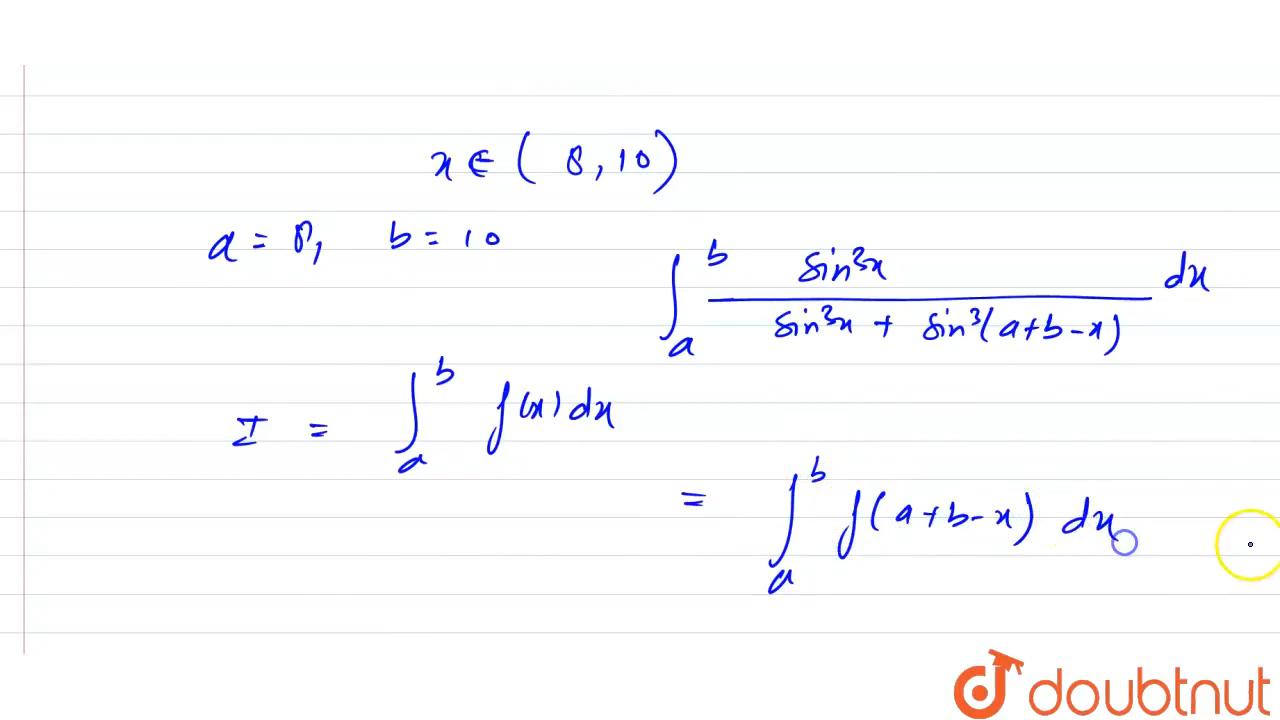 x ∈ ( 8, 10)
a = 8, b = 10
∫_a^b sin³x / (sin³x + sin³(a+b-x)) dx
I = ∫_a^b f(x) dx
= ∫_a^b f(a+b-x) dx
doubtnut